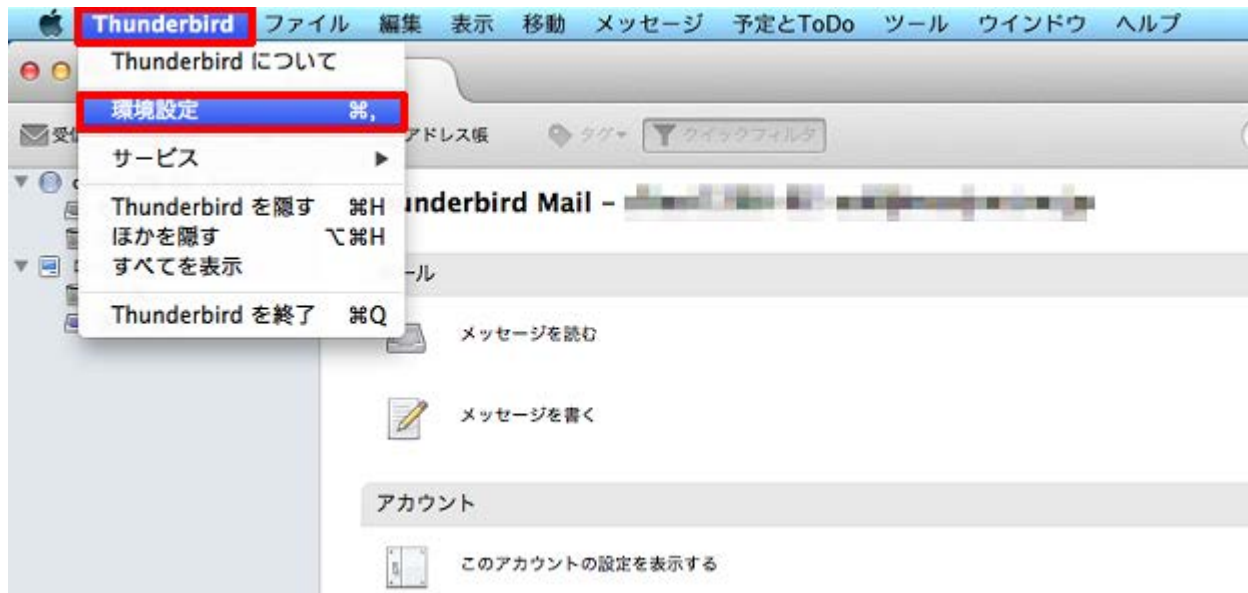 Thunderbird ファイル 編集 表示 移動 メッセージ 予定とToDo ツール ウインドウ ヘルプ
Thunderbird について
環境設定 ⌘,
サービス ▶
Thunderbird を隠す ⌘H
ほかを隠す ⌥⌘H
すべてを表示
Thunderbird を終了 ⌘Q
アドレス帳 タグ クイックフィルタ
underbird Mail –
ール
メッセージを読む
メッセージを書く
アカウント
このアカウントの設定を表示する